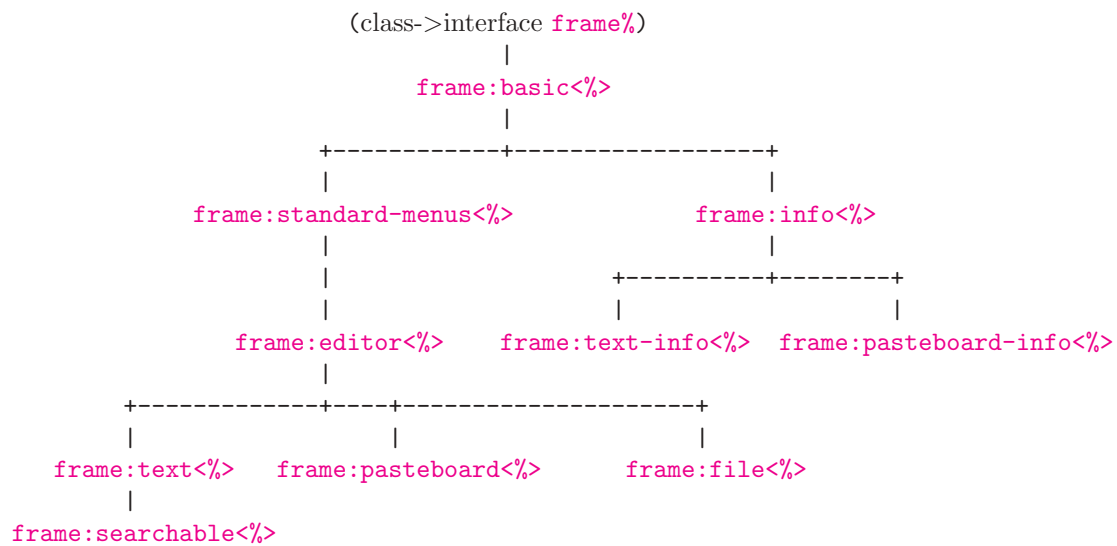 (class->interface frame%)
|
frame:basic<%>
|
+------------+------------------+
| |
frame:standard-menus<%> frame:info<%>
| |
| +----------+--------+
| | |
frame:editor<%> frame:text-info<%> frame:pasteboard-info<%>
|
+-------------+----+---------------------+
| | |
frame:text<%> frame:pasteboard<%> frame:file<%>
|
frame:searchable<%>